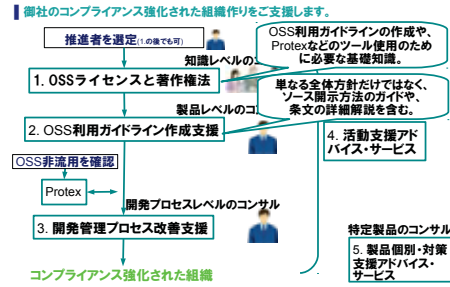 御社のコンプライアンス強化された組織作りをご支援します。
推進者を選定(1.の後でも可)
知識レベルのコ
OSS利用ガイドラインの作成や、
Protexなどのツール使用のため
に必要な基礎知識。
1. OSSライセンスと著作権法
単なる全体方針だけではなく、
ソース開示方法のガイドや、
条文の詳細解説を含む。
製品レベルのコン
2. OSS利用ガイドライン作成支援
4. 活動支援アド
バイス・サービス
OSS非流用を確認
Protex
開発プロセスレベルのコンサル
3. 開発管理プロセス改善支援
特定製品のコンサル
5. 製品個別・対策
支援アドバイス・
サービス
コンプライアンス強化された組織